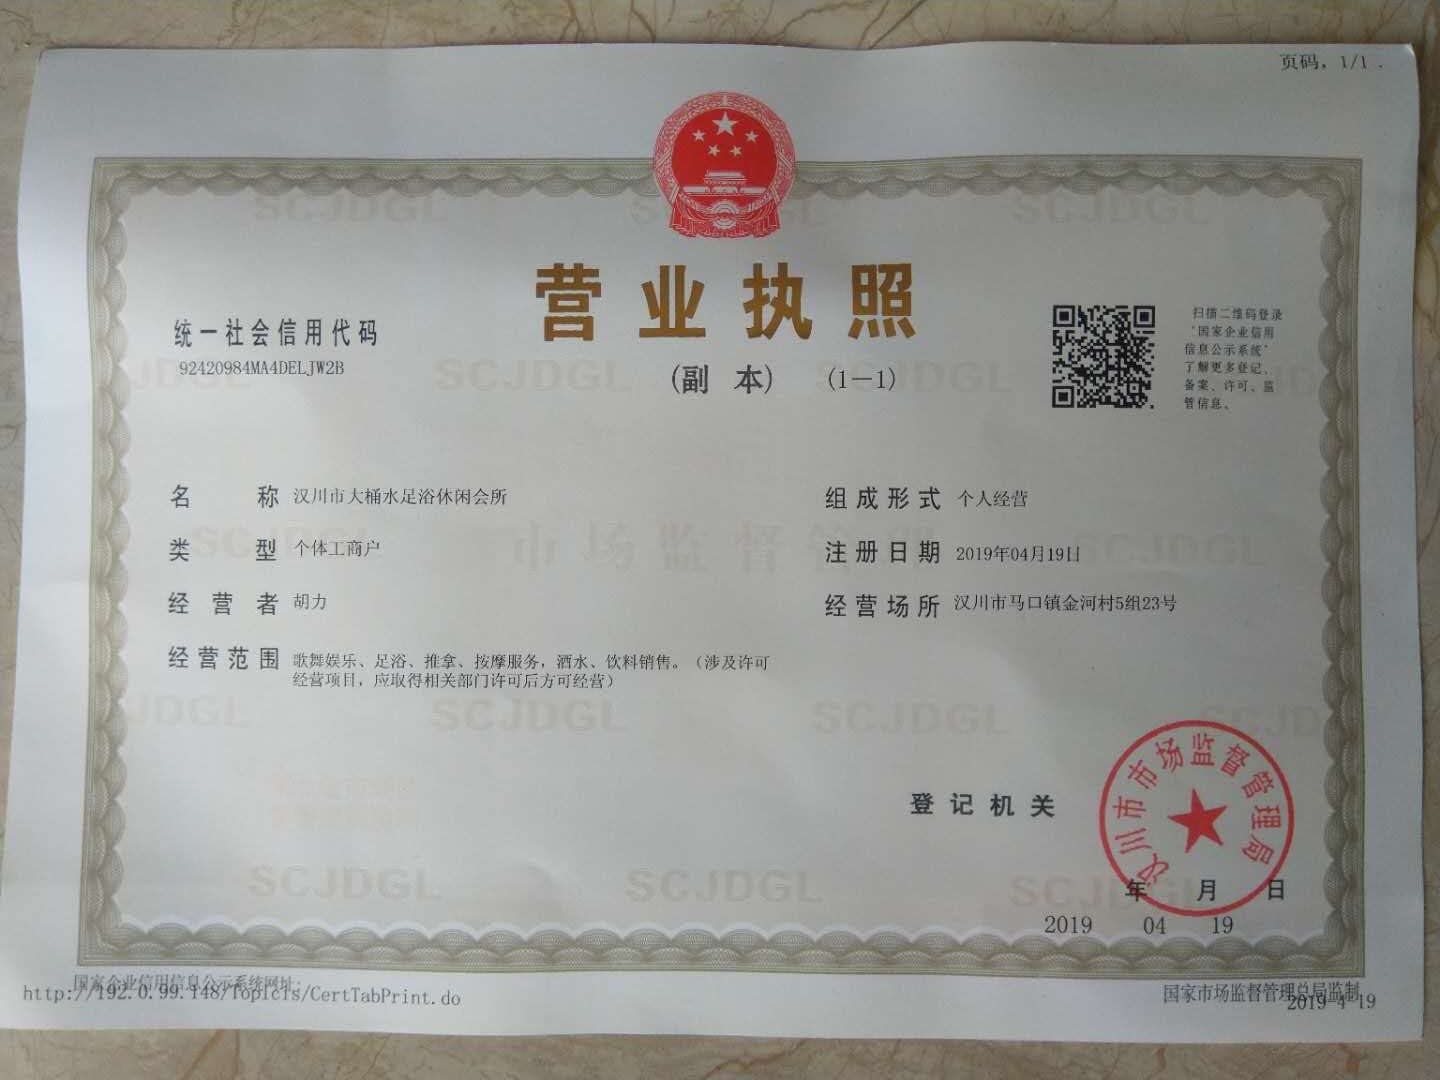 页码, 1/1 .
营业执照
(副 本) (1-1)
统一社会信用代码
92420984MA4DELJW2B
扫描二维码登录
'国家企业信用
信息公示系统'
了解更多登记、
备案、许可、监
管信息。
名 称 汉川市大桶水足浴休闲会所
类 型 个体工商户
经 营 者 胡力
经营范围 歌舞娱乐、足浴、推拿、按摩服务，酒水、饮料销售。（涉及许可
经营项目，应取得相关部门许可后方可经营）
组成形式 个人经营
注册日期 2019年04月19日
经营场所 汉川市马口镇金河村5组23号
登记机关
汉川市市场监督管理局
年 月 日
2019 04 19
国家企业信用信息公示系统网址:
http://192.0.99.148/TopicIs/CertTabPrint.do
国家市场监督管理总局监制
2019-4-19
SCJDGL
市场监督管理